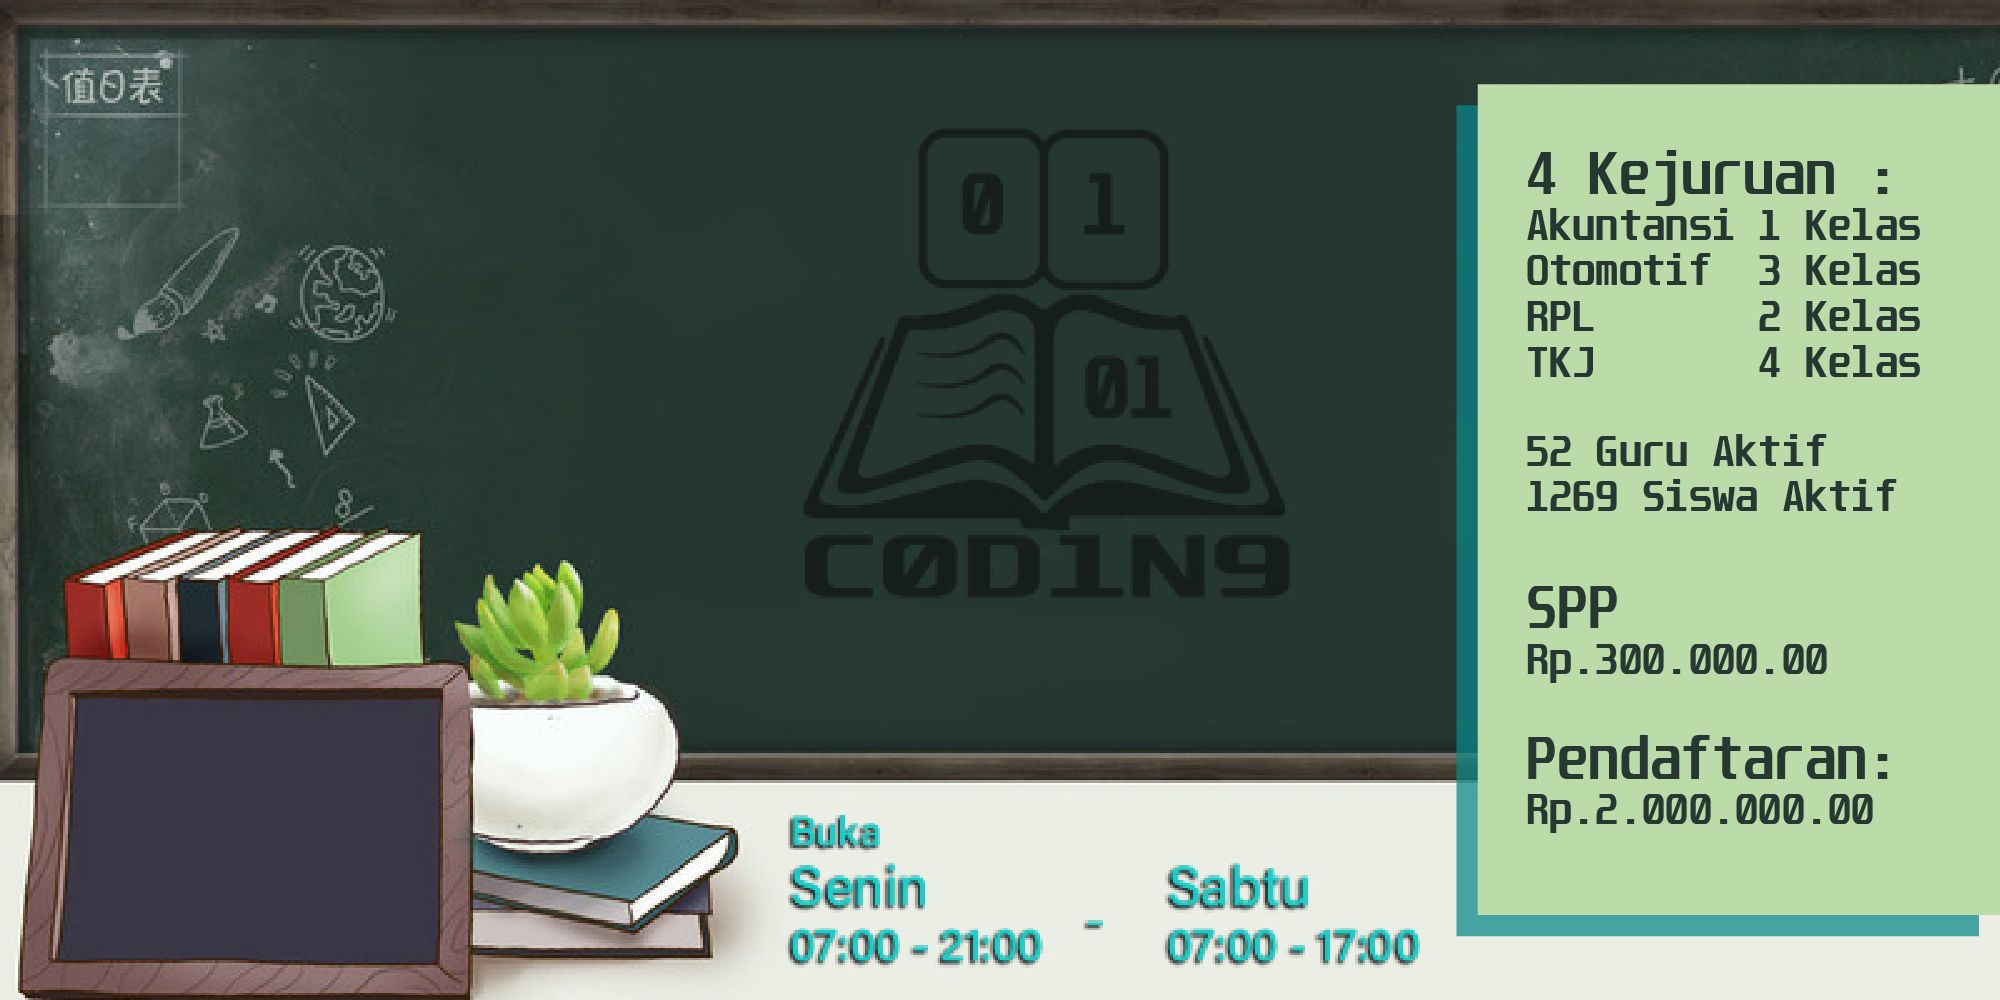 值日表
0 1
01
CØD1N9
4 Kejuruan :
Akuntansi 1 Kelas
Otomotif 3 Kelas
RPL 2 Kelas
TKJ 4 Kelas
52 Guru Aktif
1269 Siswa Aktif
SPP
Rp.300.000.00
Pendaftaran:
Rp.2.000.000.00
Buka
Senin - Sabtu
07:00 - 21:00 07:00 - 17:00